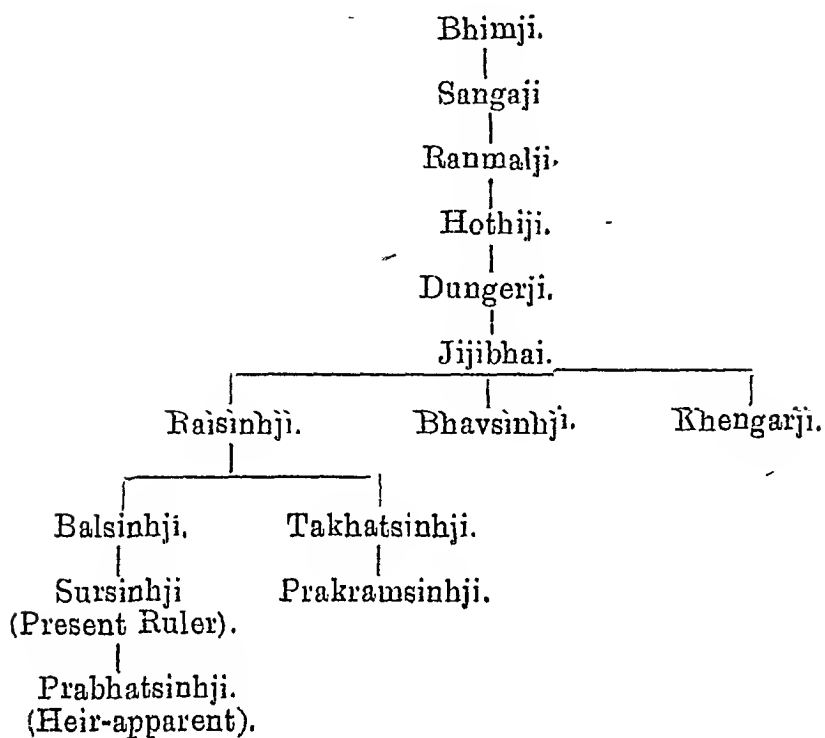 Bhimji.
Sangaji
Ranmalji.
Hothiji.
Dungerji.
Jijibhai.
Raisinhji. Bhavsinhji. Khengarji.
Balsinhji. Takhatsinhji.
Sursinhji Prakramsinhji.
(Present Ruler).
Prabhatsinhji.
(Heir-apparent).